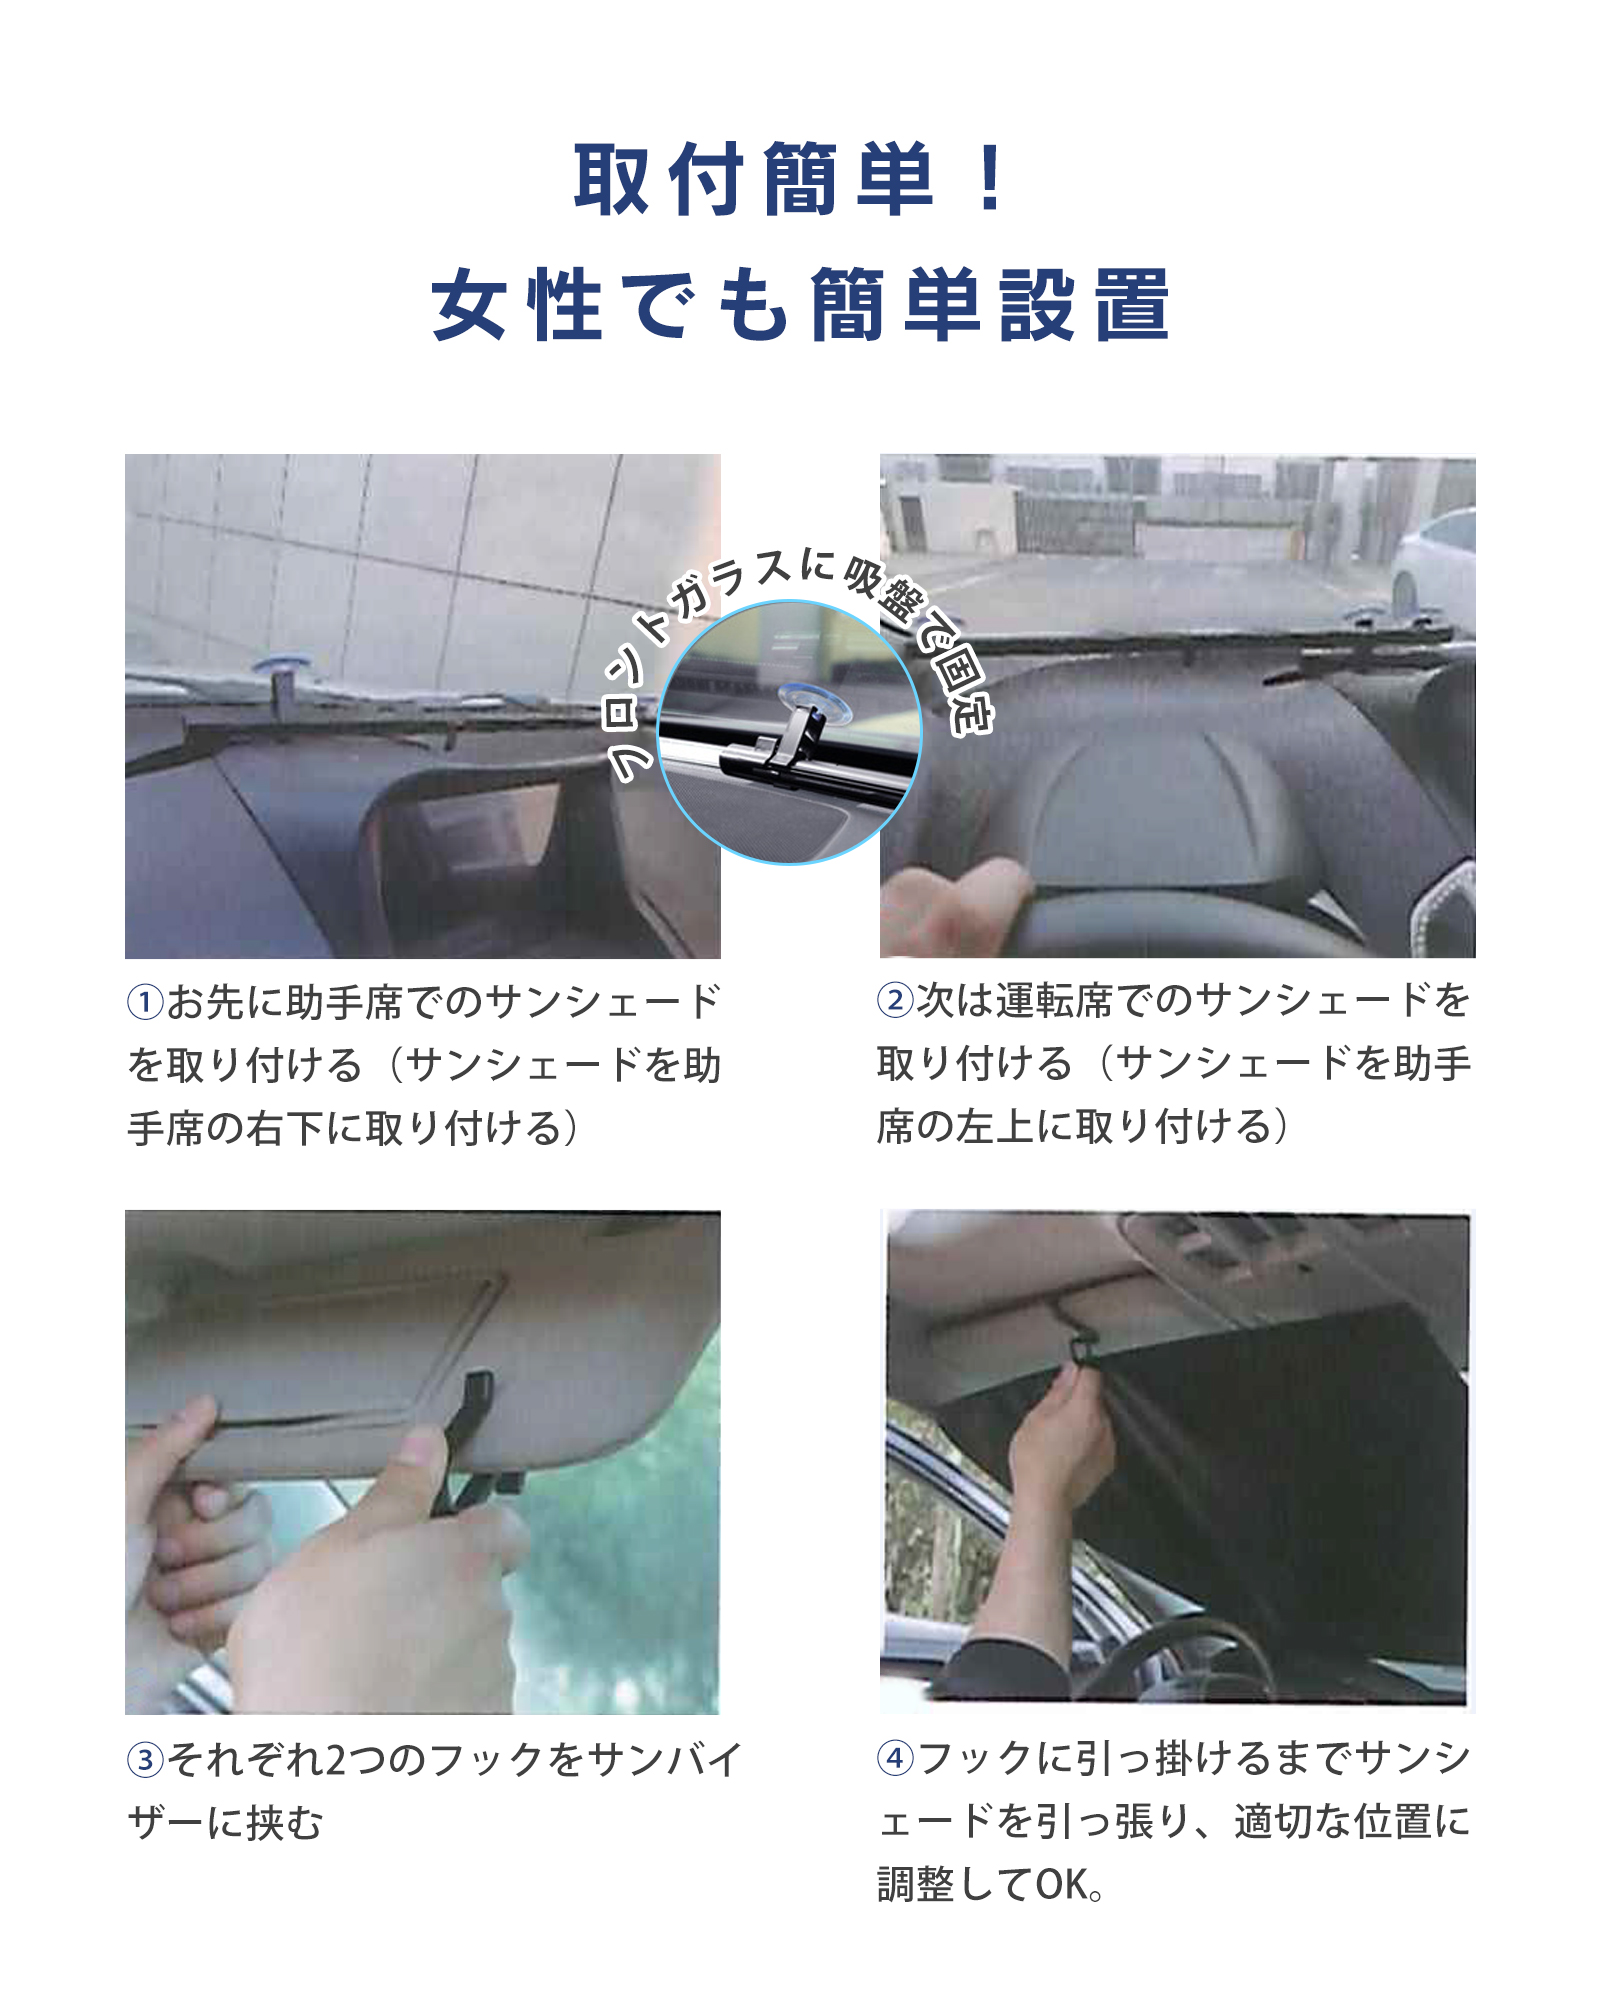 取付簡単！
女性でも簡単設置
フロントガラスに吸盤で固定
①お先に助手席でのサンシェード
を取り付ける（サンシェードを助
手席の右下に取り付ける）
②次は運転席でのサンシェードを
取り付ける（サンシェードを助手
席の左上に取り付ける）
③それぞれ2つのフックをサンバイ
ザーに挟む
④フックに引っ掛けるまでサンシ
ェードを引っ張り、適切な位置に
調整してOK。